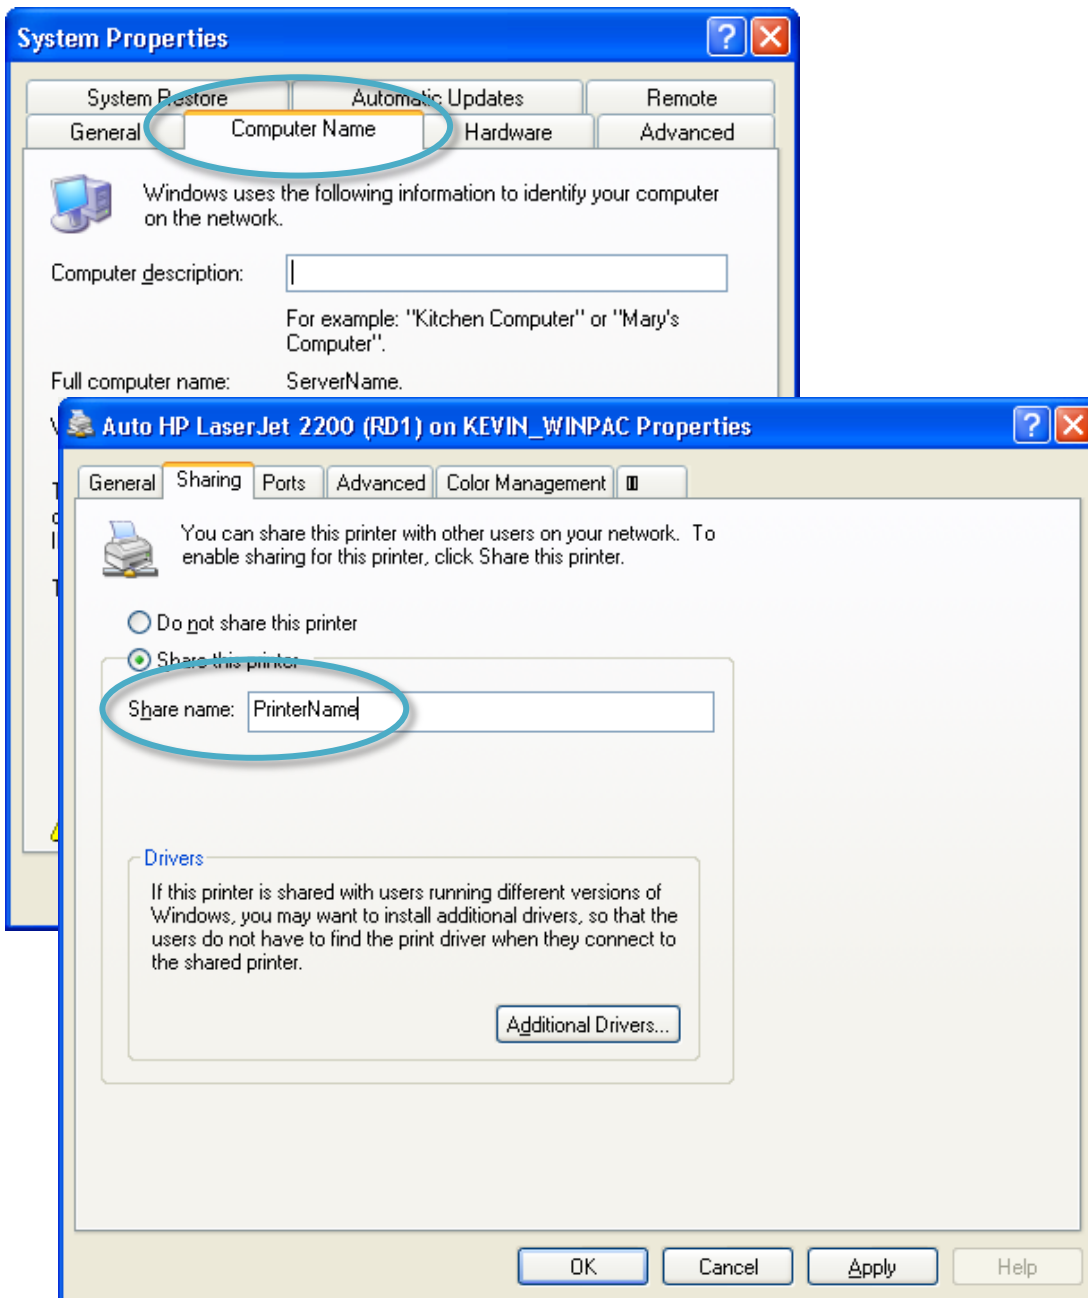 System Properties
System Restore Automatic Updates Remote
General Computer Name Hardware Advanced
Windows uses the following information to identify your computer
on the network.
Computer description:
For example: "Kitchen Computer" or "Mary's
Computer".
Full computer name: ServerName.
Auto HP LaserJet 2200 (RD1) on KEVIN_WINPAC Properties
General Sharing Ports Advanced Color Management
You can share this printer with other users on your network. To
enable sharing for this printer, click Share this printer.
Do not share this printer
Share this printer
Share name: PrinterName
Drivers
If this printer is shared with users running different versions of
Windows, you may want to install additional drivers, so that the
users do not have to find the print driver when they connect to
the shared printer.
Additional Drivers...
OK Cancel Apply Help